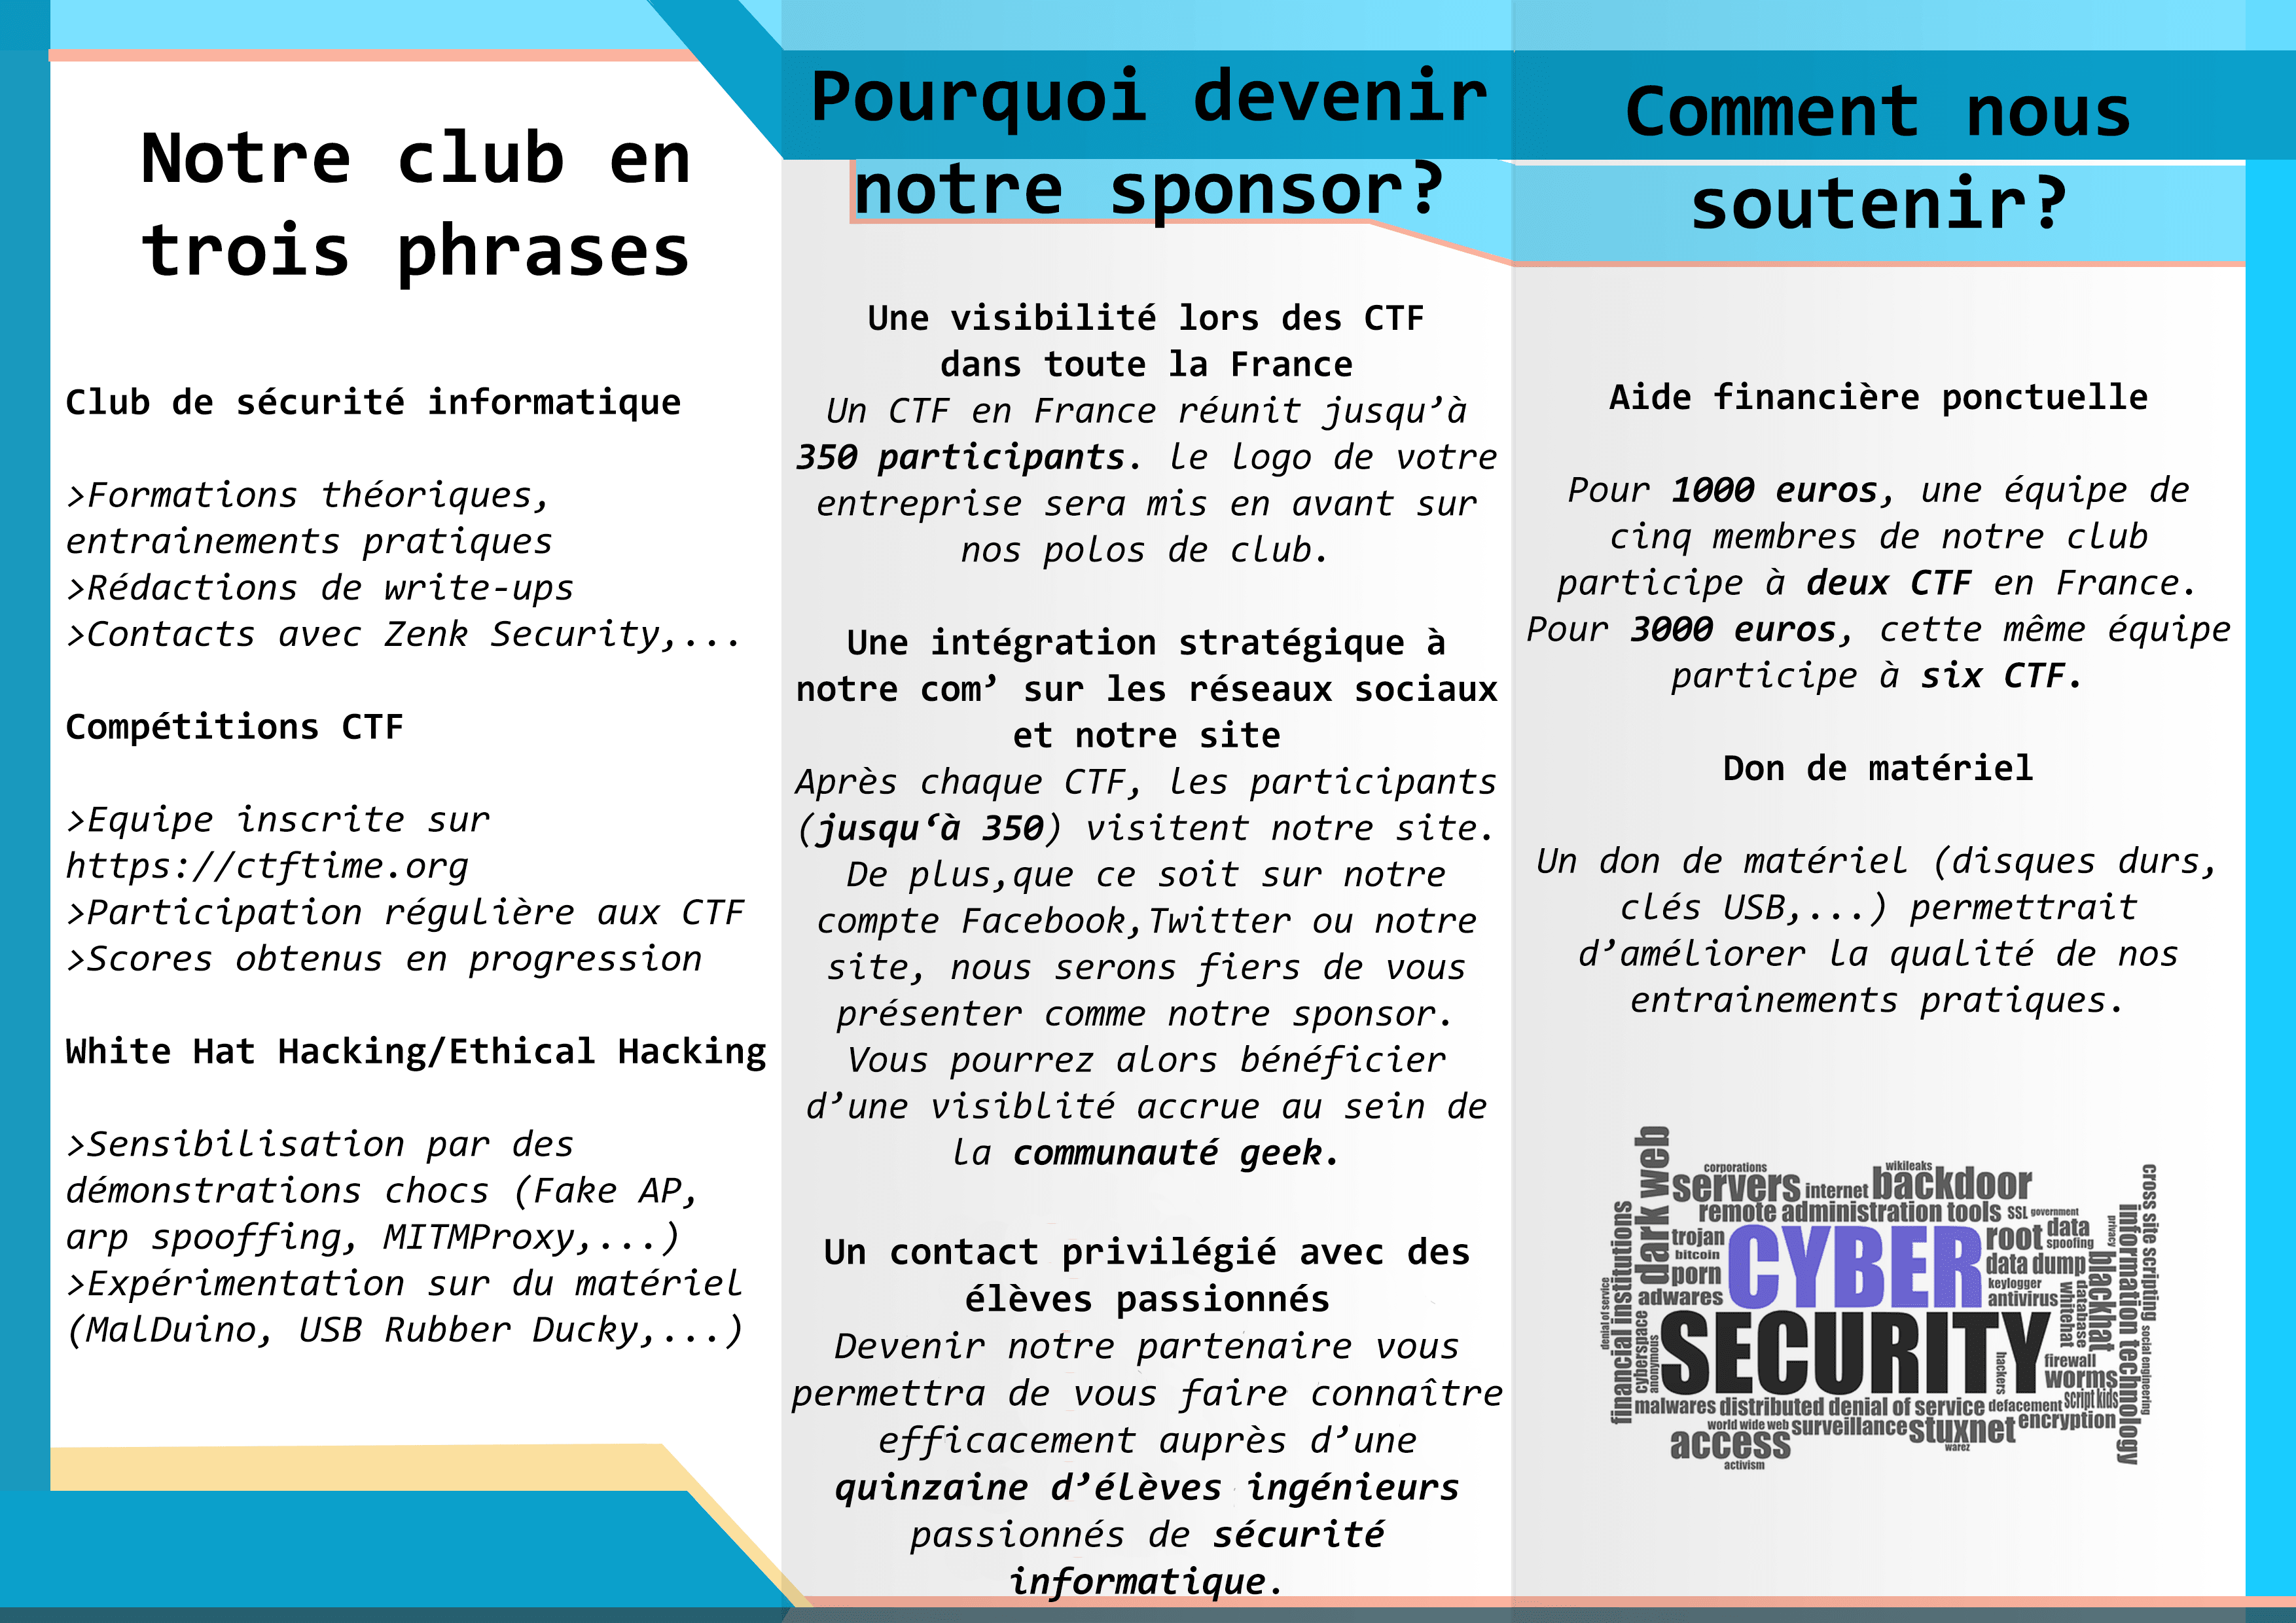 Notre club en
trois phrases
Club de sécurité informatique
>Formations théoriques,
entrainements pratiques
>Rédactions de write-ups
>Contacts avec Zenk Security,...
Compétitions CTF
>Equipe inscrite sur
https://ctftime.org
>Participation régulière aux CTF
>Scores obtenus en progression
White Hat Hacking/Ethical Hacking
>Sensibilisation par des
démonstrations chocs (Fake AP,
arp spooffing, MITMProxy,...)
>Expérimentation sur du matériel
(MalDuino, USB Rubber Ducky,...)
Pourquoi devenir
notre sponsor?
Une visibilité lors des CTF
dans toute la France
Un CTF en France réunit jusqu’à
350 participants. le logo de votre
entreprise sera mis en avant sur
nos polos de club.
Une intégration stratégique à
notre com’ sur les réseaux sociaux
et notre site
Après chaque CTF, les participants
(jusqu‘à 350) visitent notre site.
De plus,que ce soit sur notre
compte Facebook,Twitter ou notre
site, nous serons fiers de vous
présenter comme notre sponsor.
Vous pourrez alors bénéficier
d’une visiblité accrue au sein de
la communauté geek.
Un contact privilégié avec des
élèves passionnés
Devenir notre partenaire vous
permettra de vous faire connaître
efficacement auprès d’une
quinzaine d’élèves ingénieurs
passionnés de sécurité
informatique.
Comment nous
soutenir?
Aide financière ponctuelle
Pour 1000 euros, une équipe de
cinq membres de notre club
participe à deux CTF en France.
Pour 3000 euros, cette même équipe
participe à six CTF.
Don de matériel
Un don de matériel (disques durs,
clés USB,...) permettrait
d’améliorer la qualité de nos
entrainements pratiques.
dark web
corporations
wikileaks
servers internet backdoor
remote administration tools SSL government
trojan
bitcoin
porn
adwares
CYBER
root data
spoofing
privacy
data dump
keylogger
antivirus
whitehat
database
blackhat
information technology
cross site scripting
social engineering
denial of service
financial institutions
cyberspace
anonymous
SECURITY
hackers
firewall
worms
script kids
malwares distributed denial of service defacement
world wide web surveillance stuxnet encryption
access
warez
activism